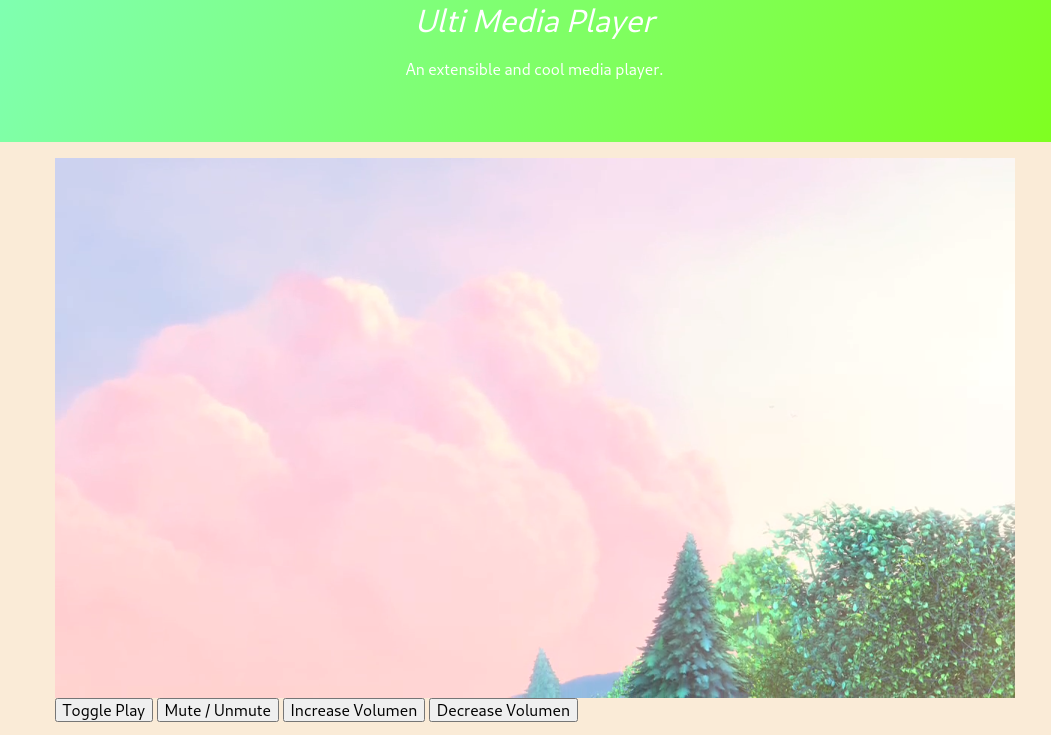 Ulti Media Player
An extensible and cool media player.
Toggle Play Mute / Unmute Increase Volumen Decrease Volumen